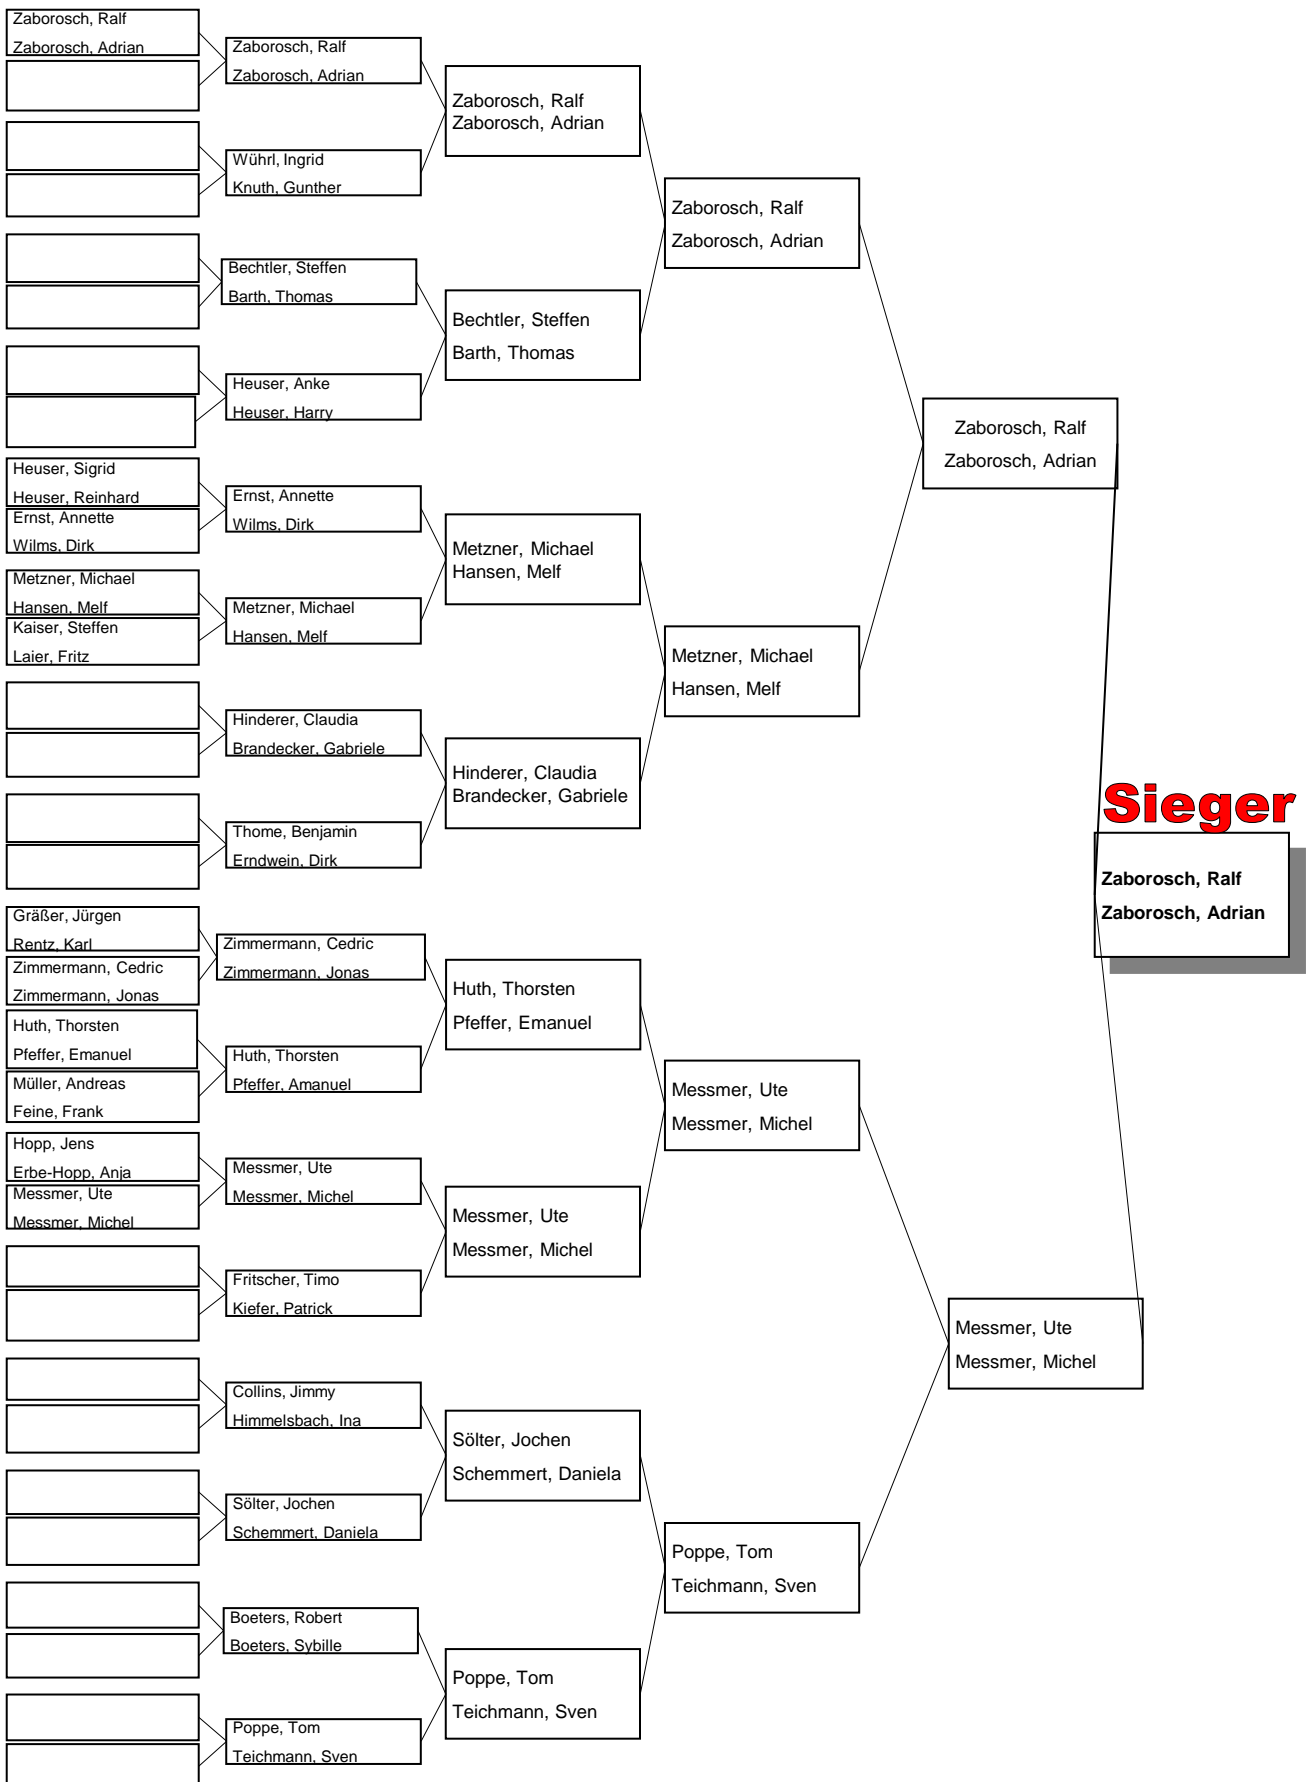 Zaborosch, Ralf
Zaborosch, Adrian
Heuser, Sigrid
Heuser, Reinhard
Ernst, Annette
Wilms, Dirk
Metzner, Michael
Hansen, Melf
Kaiser, Steffen
Laier, Fritz
Gräßer, Jürgen
Rentz, Karl
Zimmermann, Cedric
Zimmermann, Jonas
Huth, Thorsten
Pfeffer, Emanuel
Müller, Andreas
Feine, Frank
Hopp, Jens
Erbe-Hopp, Anja
Messmer, Ute
Messmer, Michel
Zaborosch, Ralf
Zaborosch, Adrian
Wührl, Ingrid
Knuth, Gunther
Bechtler, Steffen
Barth, Thomas
Heuser, Anke
Heuser, Harry
Ernst, Annette
Wilms, Dirk
Metzner, Michael
Hansen, Melf
Hinderer, Claudia
Brandecker, Gabriele
Thome, Benjamin
Erndwein, Dirk
Zimmermann, Cedric
Zimmermann, Jonas
Huth, Thorsten
Pfeffer, Amanuel
Messmer, Ute
Messmer, Michel
Fritscher, Timo
Kiefer, Patrick
Collins, Jimmy
Himmelsbach, Ina
Sölter, Jochen
Schemmert, Daniela
Boeters, Robert
Boeters, Sybille
Poppe, Tom
Teichmann, Sven
Zaborosch, Ralf
Zaborosch, Adrian
Bechtler, Steffen
Barth, Thomas
Metzner, Michael
Hansen, Melf
Hinderer, Claudia
Brandecker, Gabriele
Huth, Thorsten
Pfeffer, Emanuel
Messmer, Ute
Messmer, Michel
Sölter, Jochen
Schemmert, Daniela
Poppe, Tom
Teichmann, Sven
Zaborosch, Ralf
Zaborosch, Adrian
Metzner, Michael
Hansen, Melf
Messmer, Ute
Messmer, Michel
Poppe, Tom
Teichmann, Sven
Zaborosch, Ralf
Zaborosch, Adrian
Messmer, Ute
Messmer, Michel
Sieger
Zaborosch, Ralf
Zaborosch, Adrian